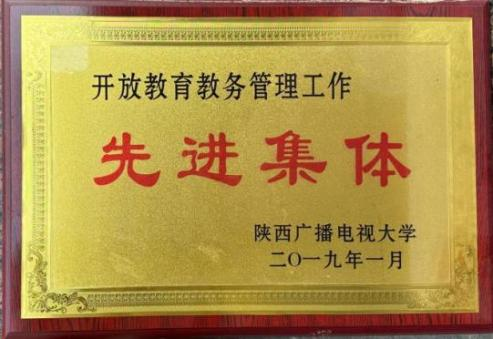 开放教育教务管理工作
先进集体
陕西广播电视大学
二〇一九年一月